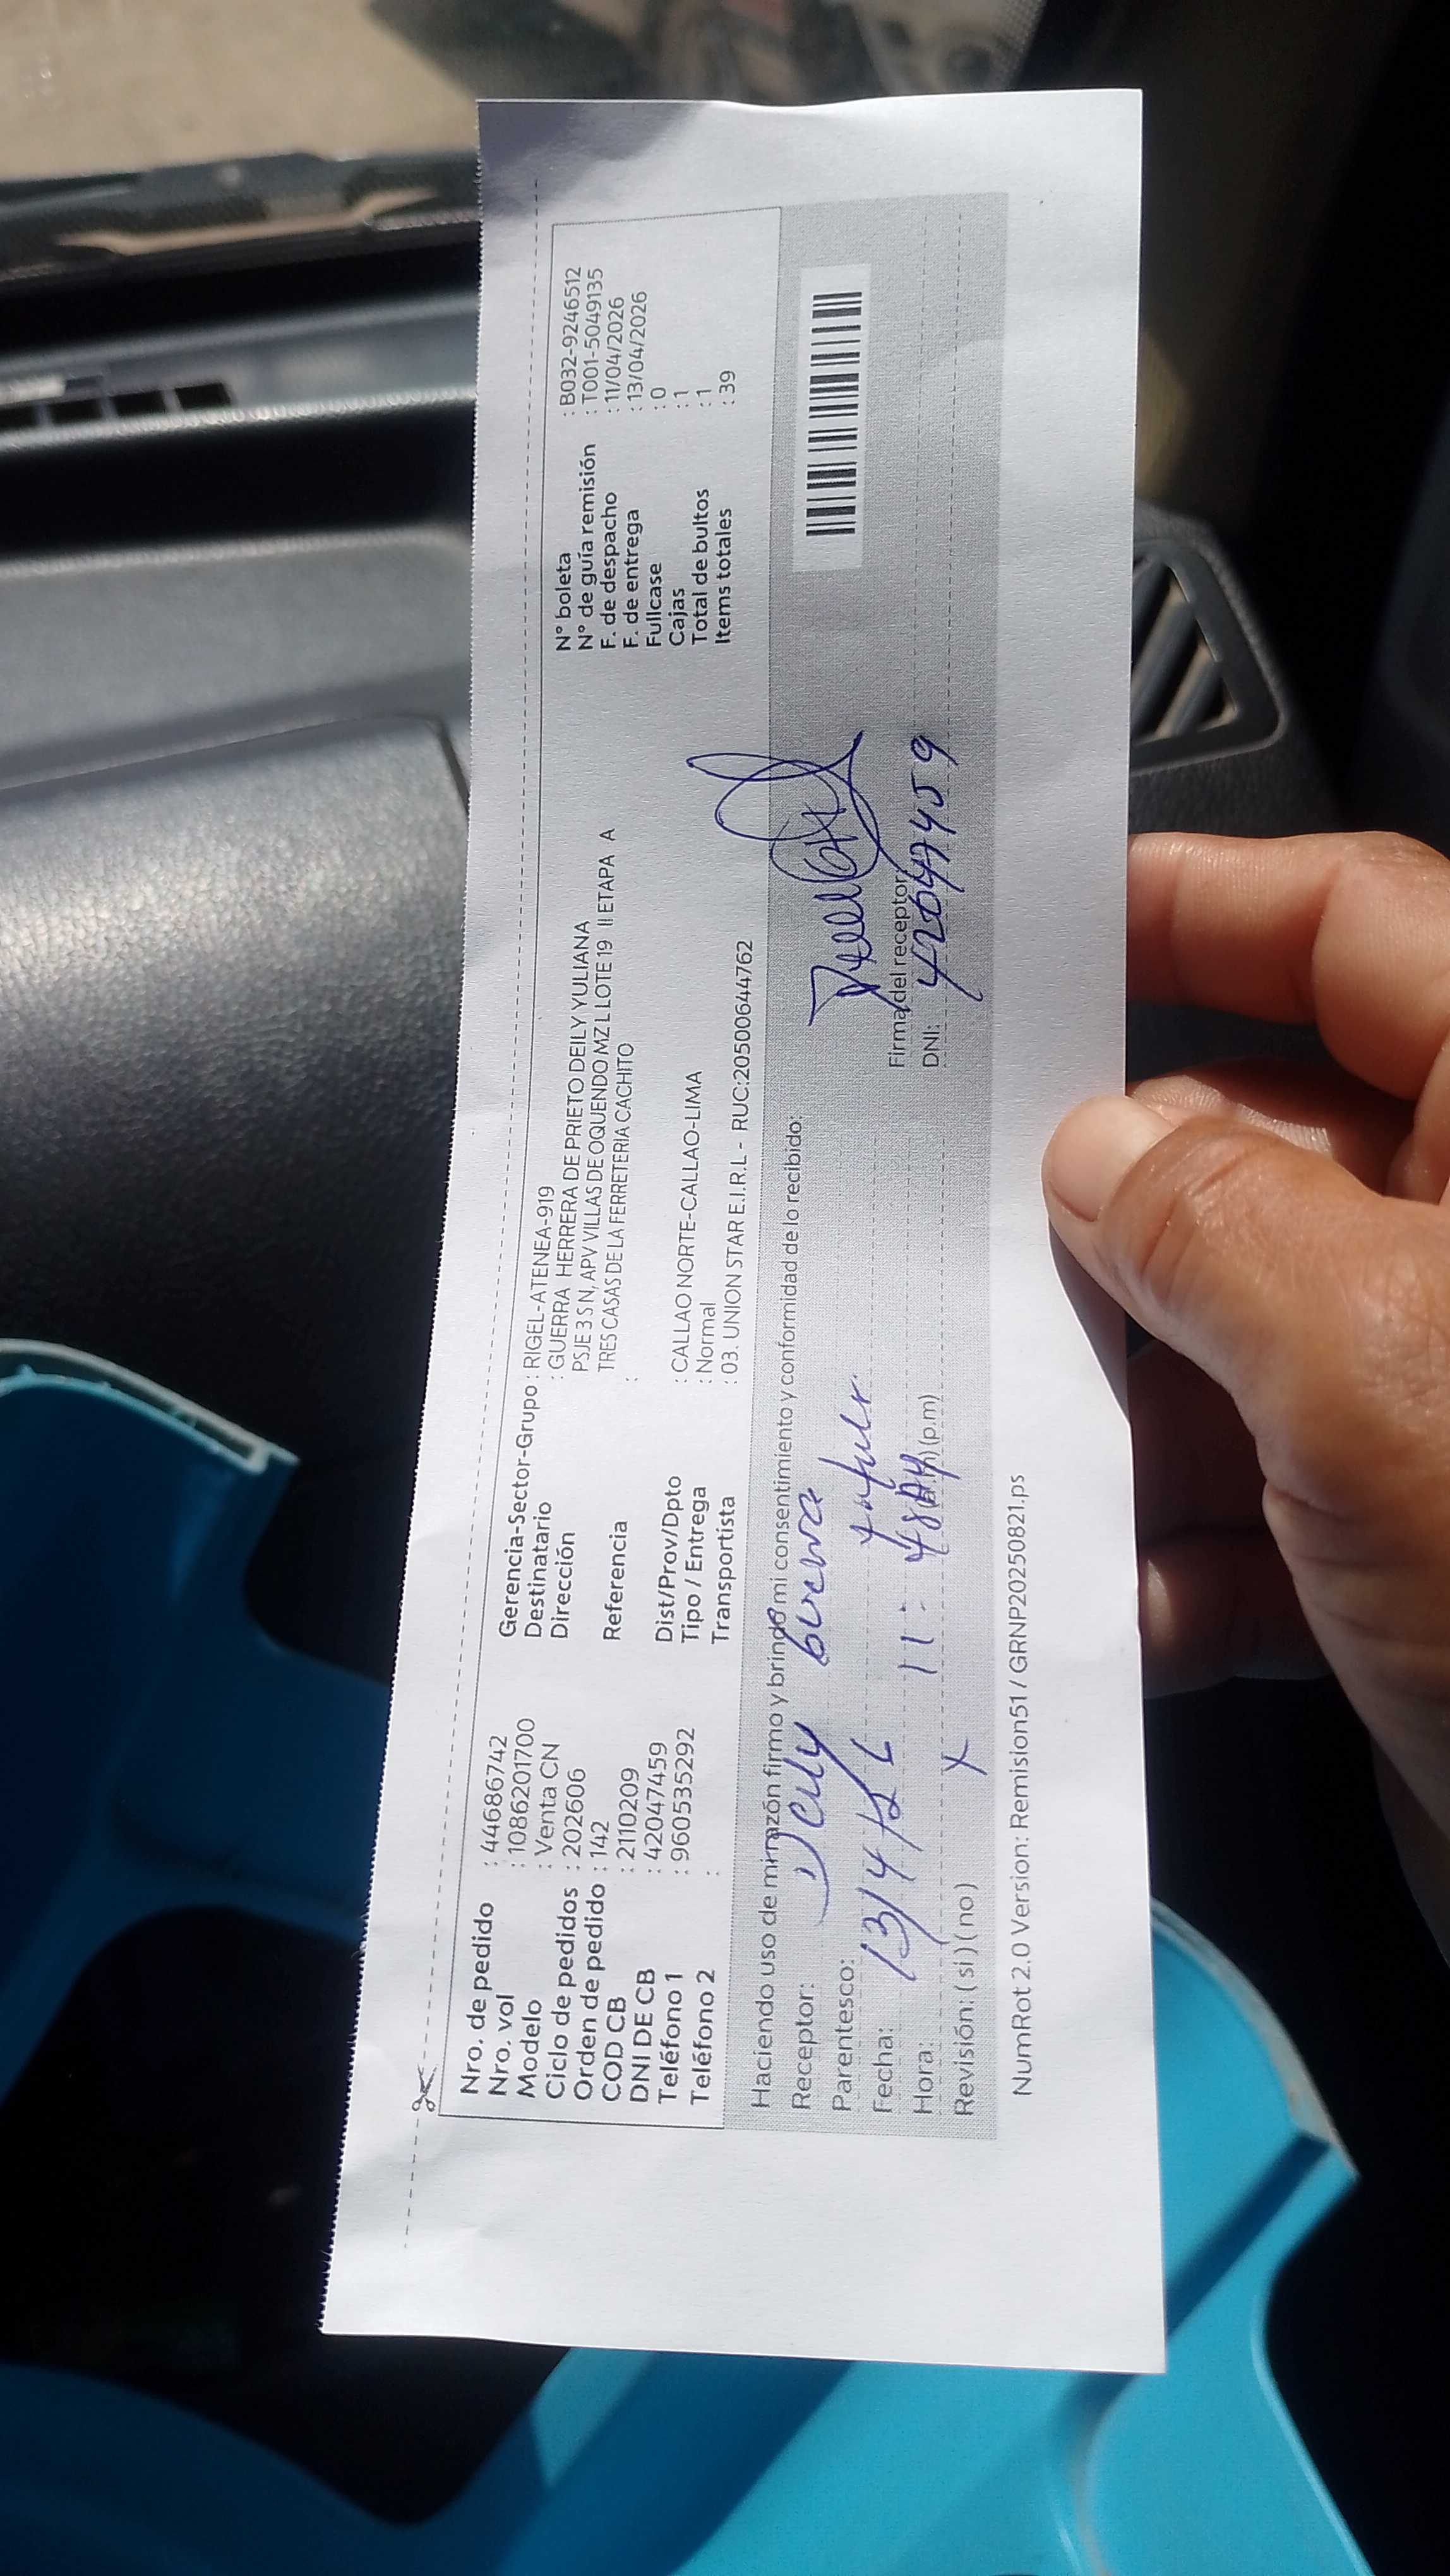 Nro. de pedido : 44686742
Nro. vol : 1086201700
Modelo : Venta CN
Ciclo de pedidos : 202606
Orden de pedido : 142
COD CB : 2110209
DNI DE CB : 42047459
Teléfono 1 : 960535292
Teléfono 2 :
Gerencia-Sector-Grupo : RIGEL-ATENEA-919
Destinatario : GUERRA HERRERA DE PRIETO DEILY YULIANA
Dirección PSJE 3 S N, APV VILLAS DE OQUENDO MZ L LOTE 19 II ETAPA A
TRES CASAS DE LA FERRETERIA CACHITO
Referencia :
Dist/Prov/Dpto : CALLAO NORTE-CALLAO-LIMA
Tipo / Entrega : Normal
Transportista : 03. UNION STAR E.I.R.L - RUC:20500644762
N° boleta : B032-9246512
N° de guía remisión : T001-5049135
F. de despacho : 11/04/2026
F. de entrega : 13/04/2026
Fullcase : 0
Cajas : 1
Total de bultos : 1
Items totales : 39
Haciendo uso de mi razón firmo y brindo mi consentimiento y conformidad de lo recibido:
Receptor: Deily Guerra
Parentesco: titular
Fecha: 13/4/26
Hora: 11: (a.m)(p.m)
Revisión: (si)(no) X
Firma del receptor
DNI: 42047459
NumRot 2.0 Version: Remision51 / GRNP20250821.ps